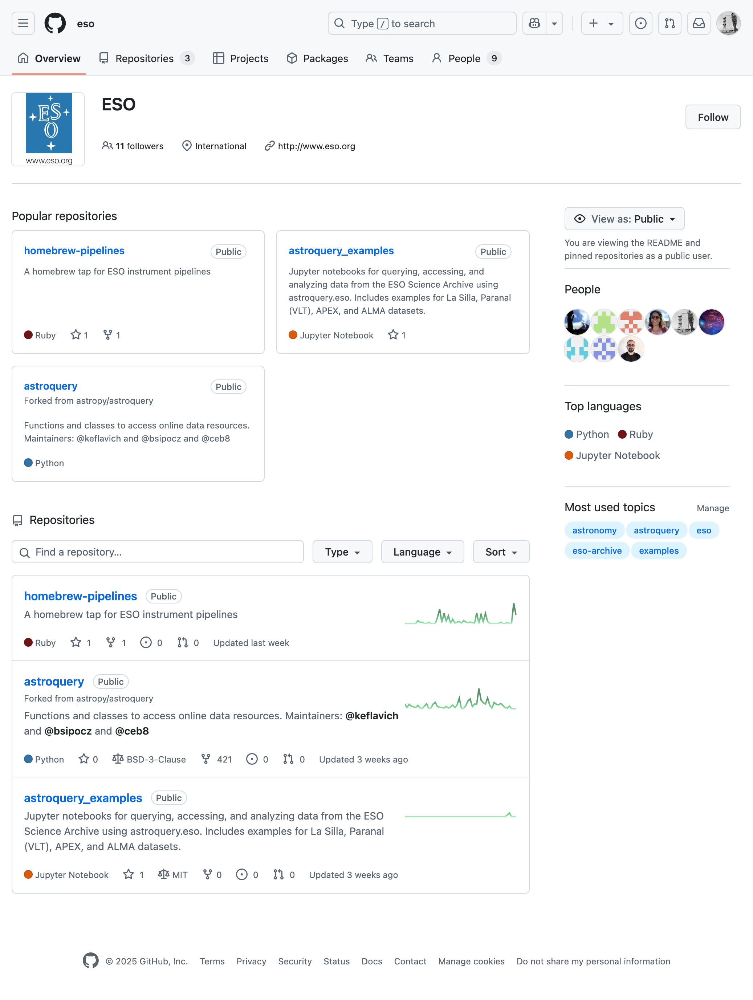 eso
Type / to search
Overview Repositories 3 Projects Packages Teams People 9
ES
O
www.eso.org
ESO
Follow
11 followers International http://www.eso.org
Popular repositories
homebrew-pipelines Public
A homebrew tap for ESO instrument pipelines
Ruby 1 1
astroquery_examples Public
Jupyter notebooks for querying, accessing, and
analyzing data from the ESO Science Archive using
astroquery.eso. Includes examples for La Silla, Paranal
(VLT), APEX, and ALMA datasets.
Jupyter Notebook 1
astroquery Public
Forked from astropy/astroquery
Functions and classes to access online data resources.
Maintainers: @keflavich and @bsipocz and @ceb8
Python
View as: Public
You are viewing the README and
pinned repositories as a public user.
People
Top languages
Python Ruby
Jupyter Notebook
Most used topics Manage
astronomy astroquery eso
eso-archive examples
Repositories
Find a repository... Type Language Sort
homebrew-pipelines Public
A homebrew tap for ESO instrument pipelines
Ruby 1 1 0 0 Updated last week
astroquery Public
Forked from astropy/astroquery
Functions and classes to access online data resources. Maintainers: @keflavich
and @bsipocz and @ceb8
Python 0 BSD-3-Clause 421 0 0 Updated 3 weeks ago
astroquery_examples Public
Jupyter notebooks for querying, accessing, and analyzing data from the ESO
Science Archive using astroquery.eso. Includes examples for La Silla, Paranal
(VLT), APEX, and ALMA datasets.
Jupyter Notebook 1 MIT 0 0 0 Updated 3 weeks ago
© 2025 GitHub, Inc. Terms Privacy Security Status Docs Contact Manage cookies Do not share my personal information